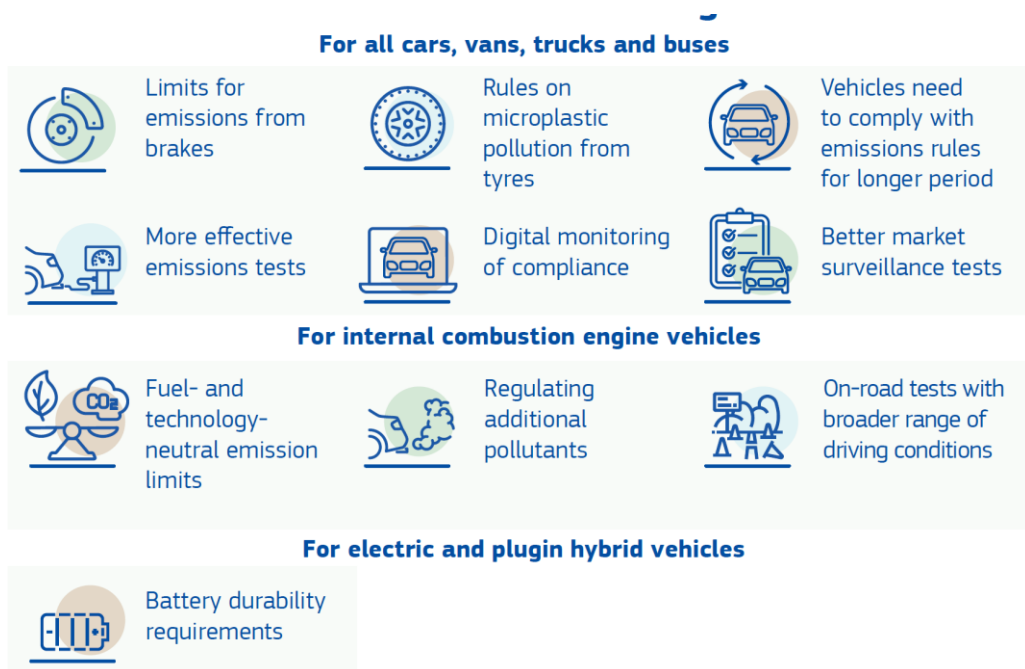 For all cars, vans, trucks and buses
Limits for
emissions from
brakes
Rules on
microplastic
pollution from
tyres
Vehicles need
to comply with
emissions rules
for longer period
More effective
emissions tests
Digital monitoring
of compliance
Better market
surveillance tests
For internal combustion engine vehicles
CO₂
Fuel- and
technology-
neutral emission
limits
Regulating
additional
pollutants
On-road tests with
broader range of
driving conditions
For electric and plugin hybrid vehicles
Battery durability
requirements